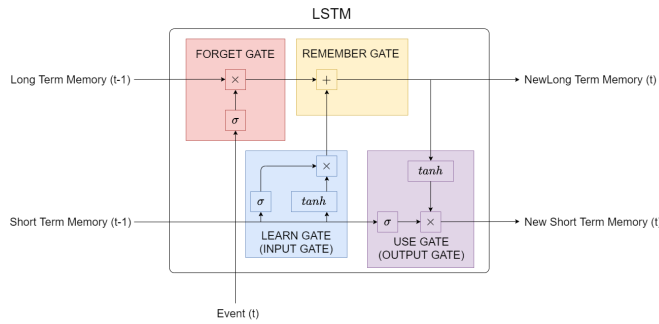 LSTM
FORGET GATE
REMEMBER GATE
Long Term Memory (t-1)
×
+
NewLong Term Memory (t)
σ
×
tanh
σ
tanh
Short Term Memory (t-1)
σ
×
New Short Term Memory (t)
LEARN GATE
(INPUT GATE)
USE GATE
(OUTPUT GATE)
Event (t)